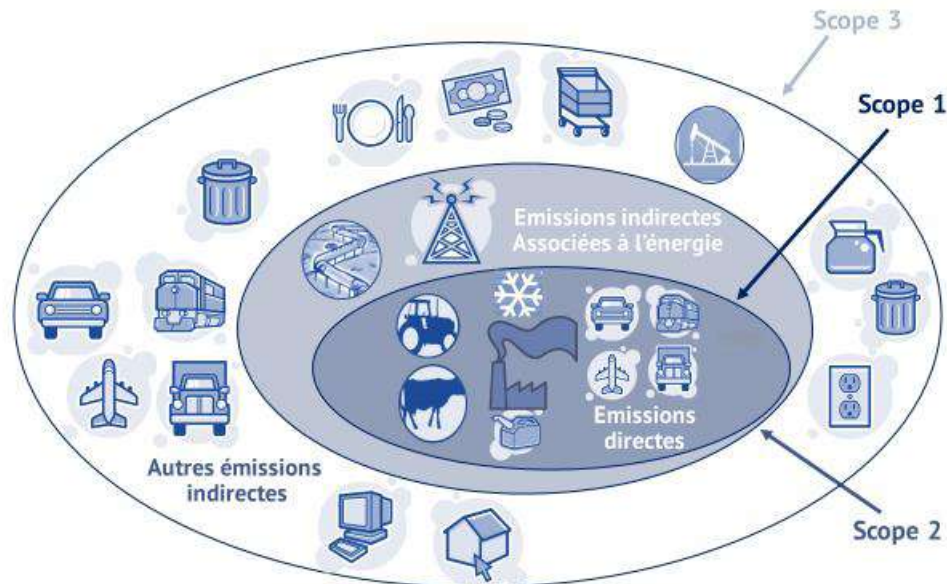 Scope 3
Scope 1
Emissions indirectes
Associées à l'énergie
Emissions
directes
Autres émissions
indirectes
Scope 2